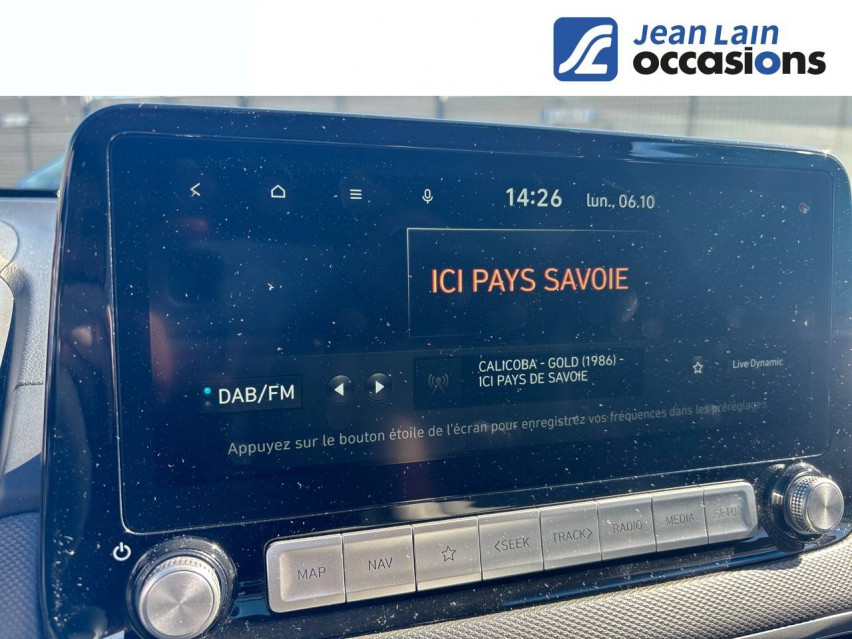 Jean Lain
occasions
14:26 lun., 06.10
ICI PAYS SAVOIE
CALICOBA - GOLD (1986) -
ICI PAYS DE SAVOIE
Live Dynamic
DAB/FM
Appuyez sur le bouton étoile de l'écran pour enregistrez vos fréquences dans les préréglages.
MAP NAV <SEEK TRACK> RADIO MEDIA SETUP